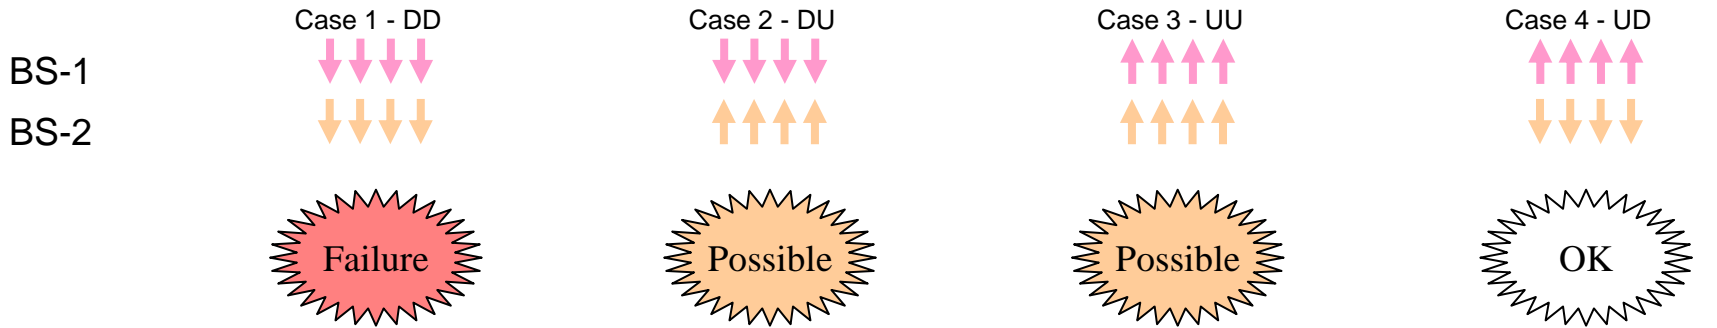 Case 1 - DD
Case 2 - DU
Case 3 - UU
Case 4 - UD
BS-1
BS-2
Failure
Possible
Possible
OK